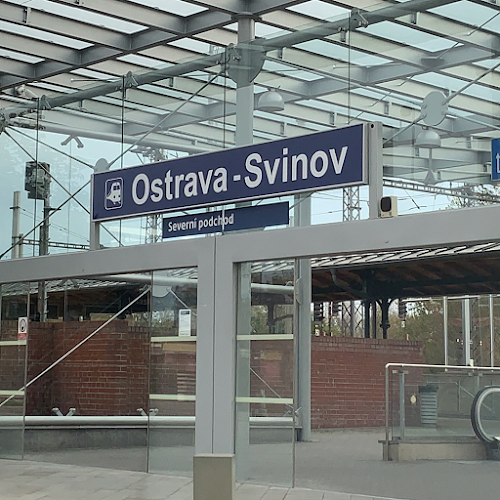 Ostrava-Svinov
Severní podchod